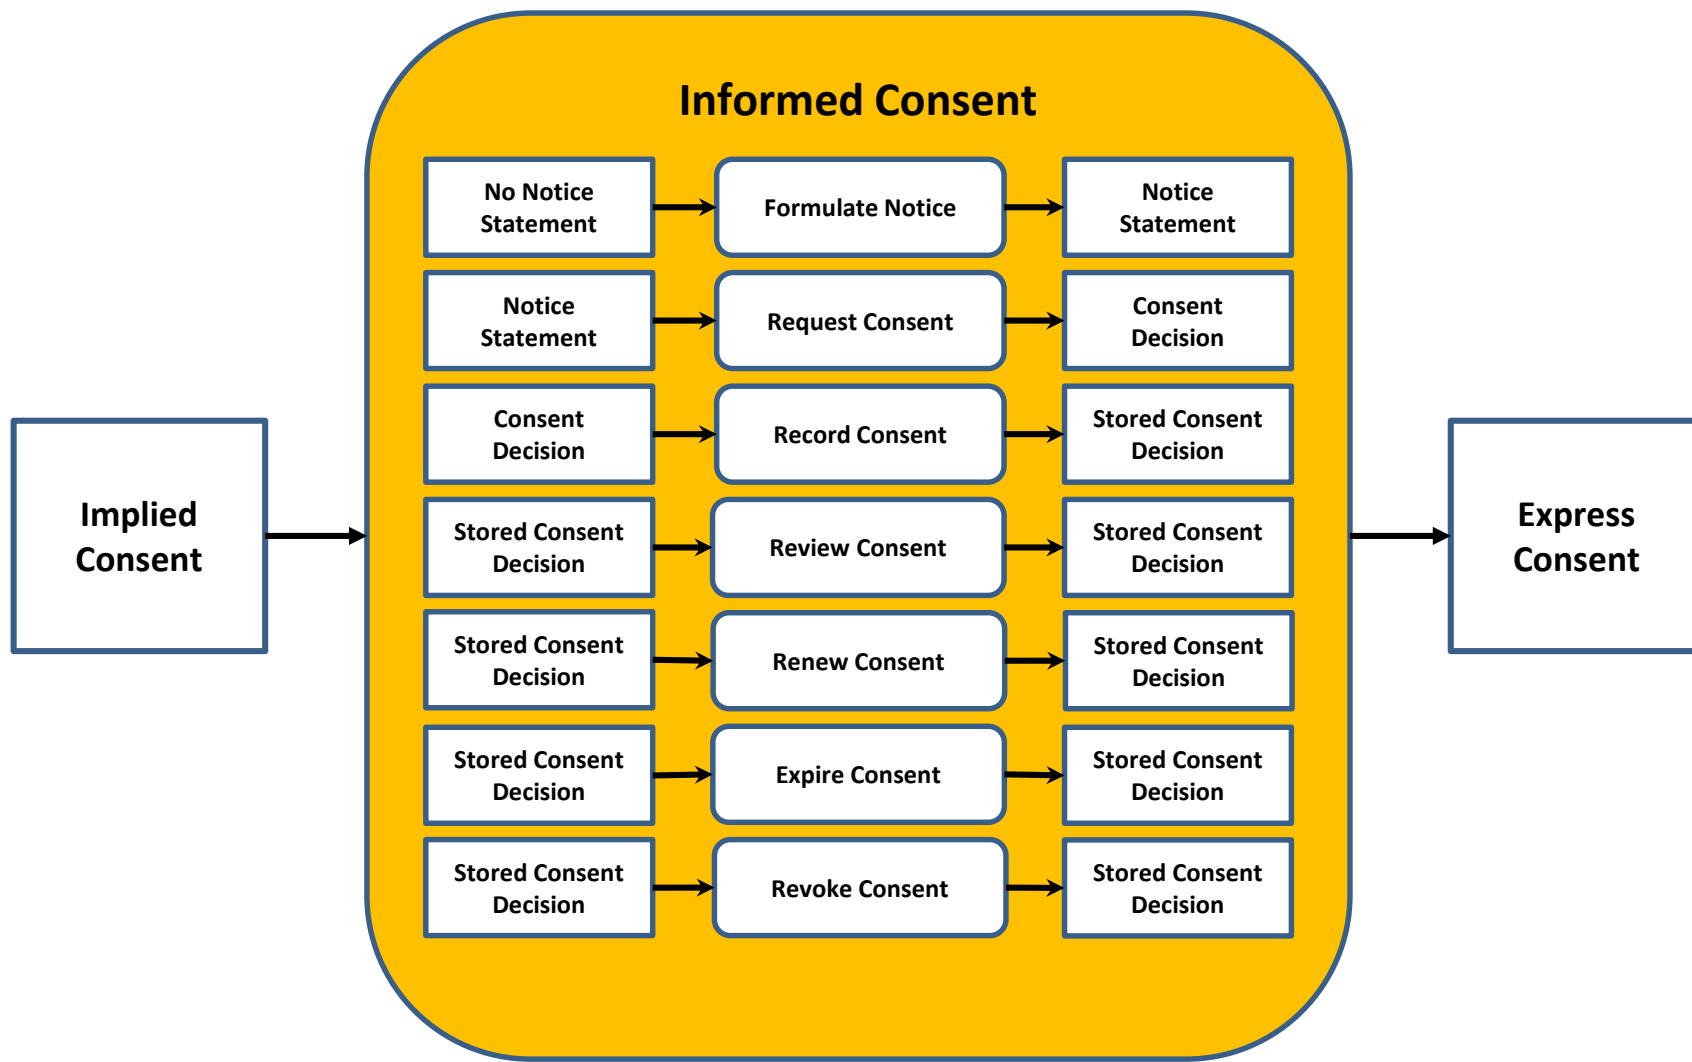 Informed Consent
No Notice
Statement
Formulate Notice
Notice
Statement
Notice
Statement
Request Consent
Consent
Decision
Consent
Decision
Record Consent
Stored Consent
Decision
Implied
Consent
Stored Consent
Decision
Review Consent
Stored Consent
Decision
Express
Consent
Stored Consent
Decision
Renew Consent
Stored Consent
Decision
Stored Consent
Decision
Expire Consent
Stored Consent
Decision
Stored Consent
Decision
Revoke Consent
Stored Consent
Decision